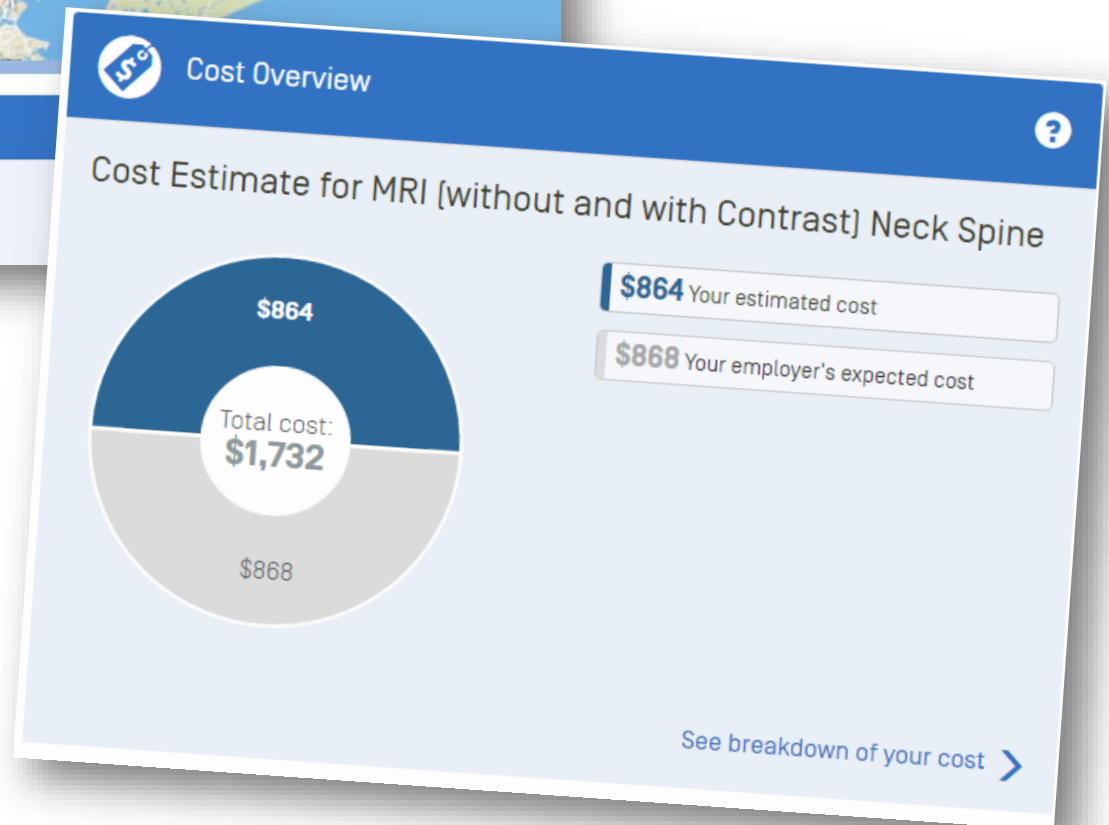 Cost Overview
?
Cost Estimate for MRI (without and with Contrast) Neck Spine
$864
Total cost:
$1,732
$868
$864 Your estimated cost
$868 Your employer's expected cost
See breakdown of your cost